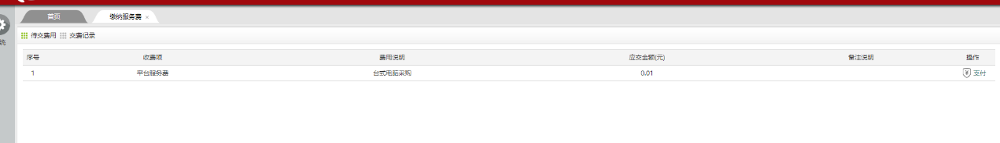 首页 缴纳服务费 ×
统
待交费用 交费记录
序号 收费项 费用说明 应交金额(元) 备注说明 操作
1 平台服务费 台式电脑采购 0.01 支付